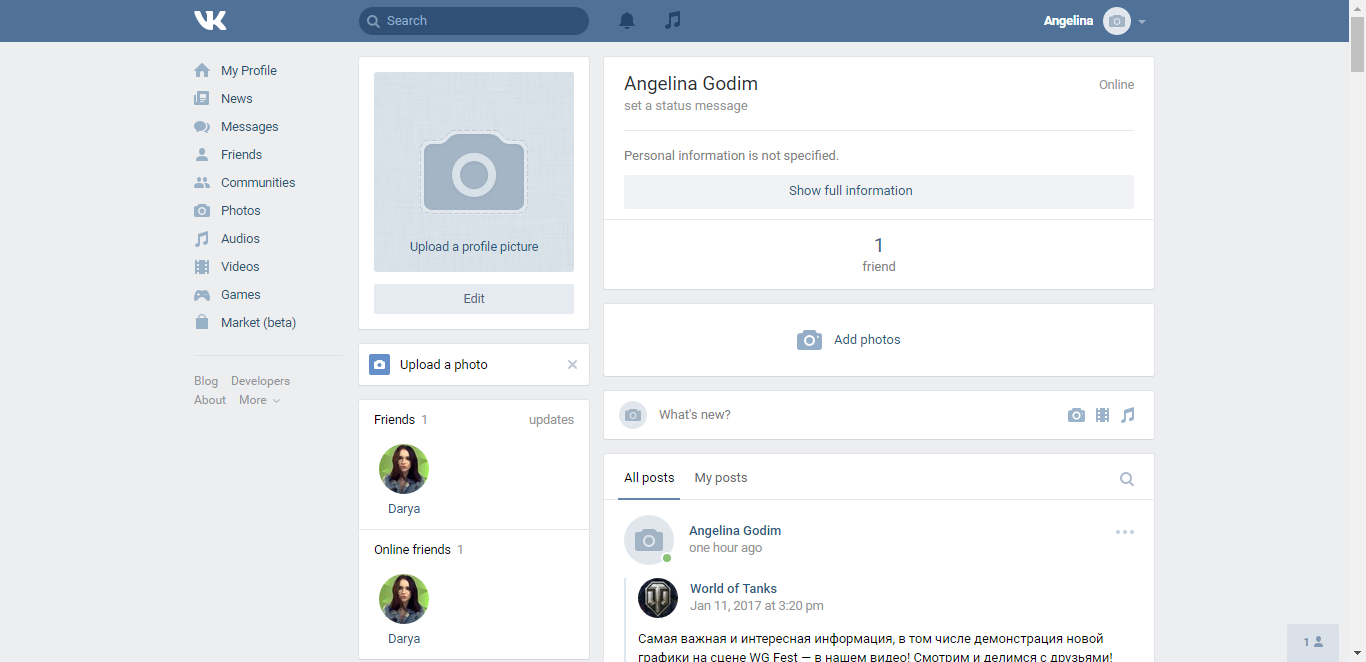 VK
Search
Angelina
My Profile
News
Messages
Friends
Communities
Photos
Audios
Videos
Games
Market (beta)
Blog Developers
About More
Upload a profile picture
Edit
Upload a photo
Friends 1 updates
Darya
Online friends 1
Darya
Angelina Godim Online
set a status message
Personal information is not specified.
Show full information
1
friend
Add photos
What's new?
All posts My posts
Angelina Godim
one hour ago
World of Tanks
Jan 11, 2017 at 3:20 pm
Самая важная и интересная информация, в том числе демонстрация новой
графики на сцене WG Fest — в нашем видео! Смотрим и делимся с друзьями!
1